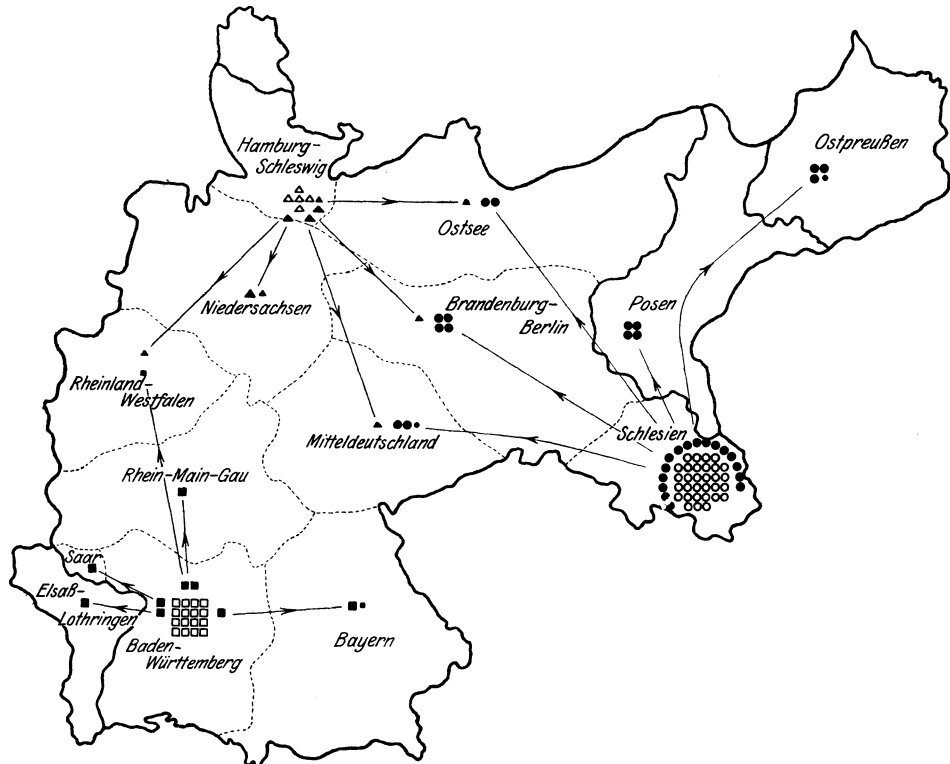 Hamburg-
Schleswig
Ostpreußen
Ostsee
Niedersachsen
Brandenburg-
Berlin
Posen
Rheinland-
Westfalen
Mitteldeutschland
Schlesien
Rhein-Main-Gau
Saar
Elsaß-
Lothringen
Baden-
Württemberg
Bayern